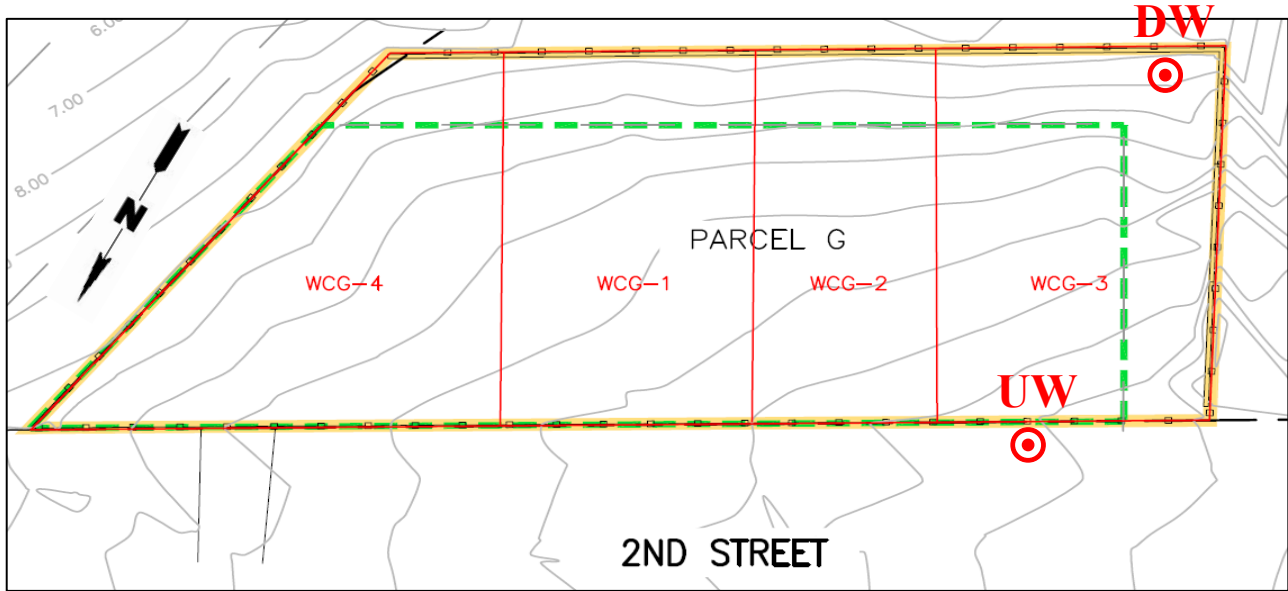 DW
6.00
7.00
8.00
N
PARCEL G
WCG-4
WCG-1
WCG-2
WCG-3
UW
2ND STREET